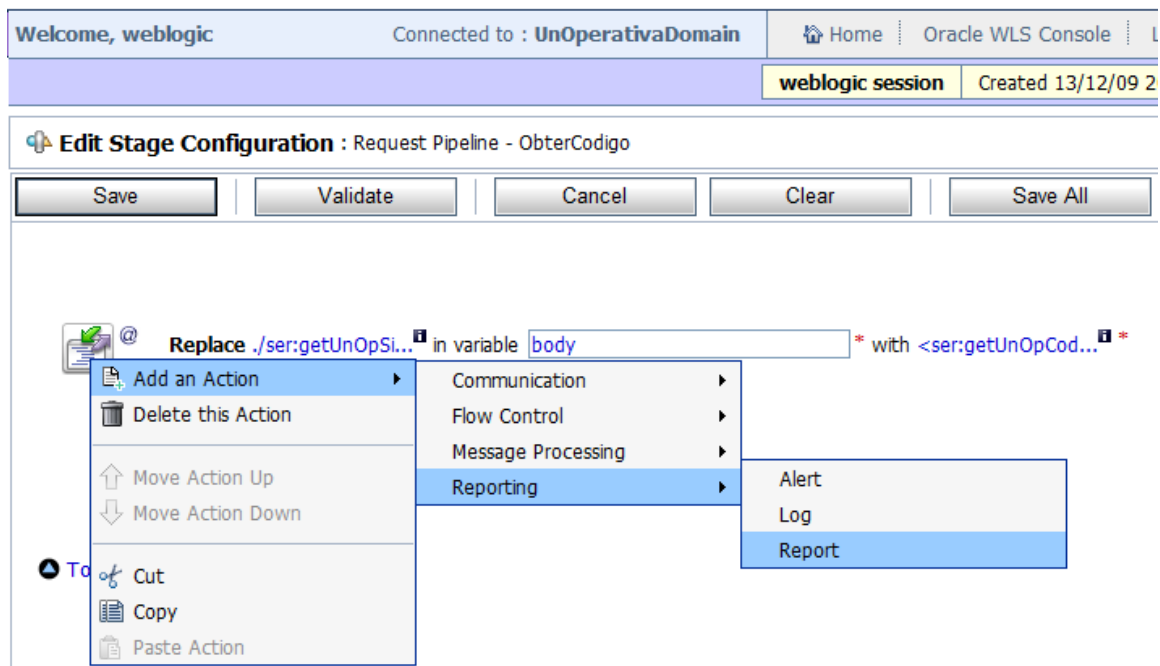 Welcome, weblogic Connected to : UnOperativaDomain Home Oracle WLS Console
weblogic session Created 13/12/09
Edit Stage Configuration : Request Pipeline - ObterCodigo
Save Validate Cancel Clear Save All
@ Replace ./ser:getUnOpSi... in variable body * with <ser:getUnOpCod... *
Add an Action Communication
Delete this Action Flow Control
Message Processing
Move Action Up Reporting Alert
Move Action Down Log
Report
To
Cut
Copy
Paste Action